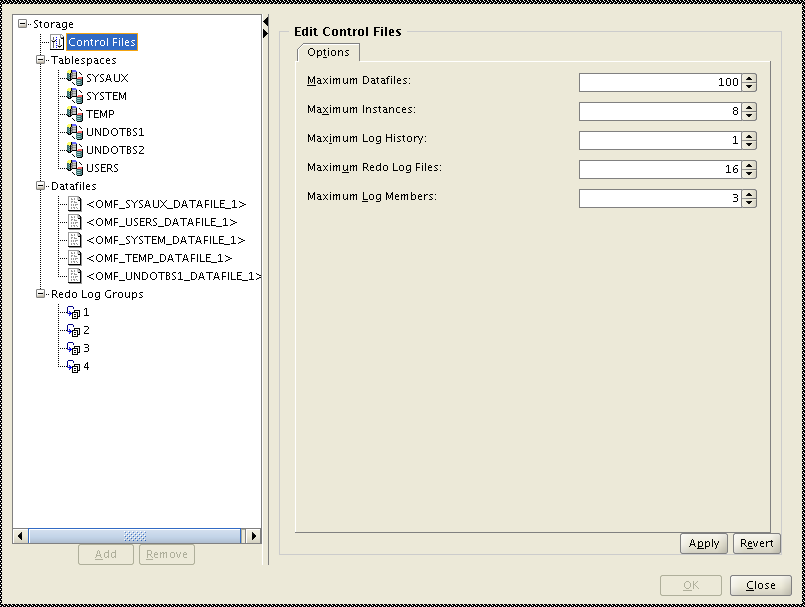 Storage
Control Files
Tablespaces
SYSAUX
SYSTEM
TEMP
UNDOTBS1
UNDOTBS2
USERS
Datafiles
<OMF_SYSAUX_DATAFILE_1>
<OMF_USERS_DATAFILE_1>
<OMF_SYSTEM_DATAFILE_1>
<OMF_TEMP_DATAFILE_1>
<OMF_UNDOTBS1_DATAFILE_1>
Redo Log Groups
1
2
3
4
Add Remove
Edit Control Files
Options
Maximum Datafiles: 100
Maximum Instances: 8
Maximum Log History: 1
Maximum Redo Log Files: 16
Maximum Log Members: 3
Apply Revert
OK Close